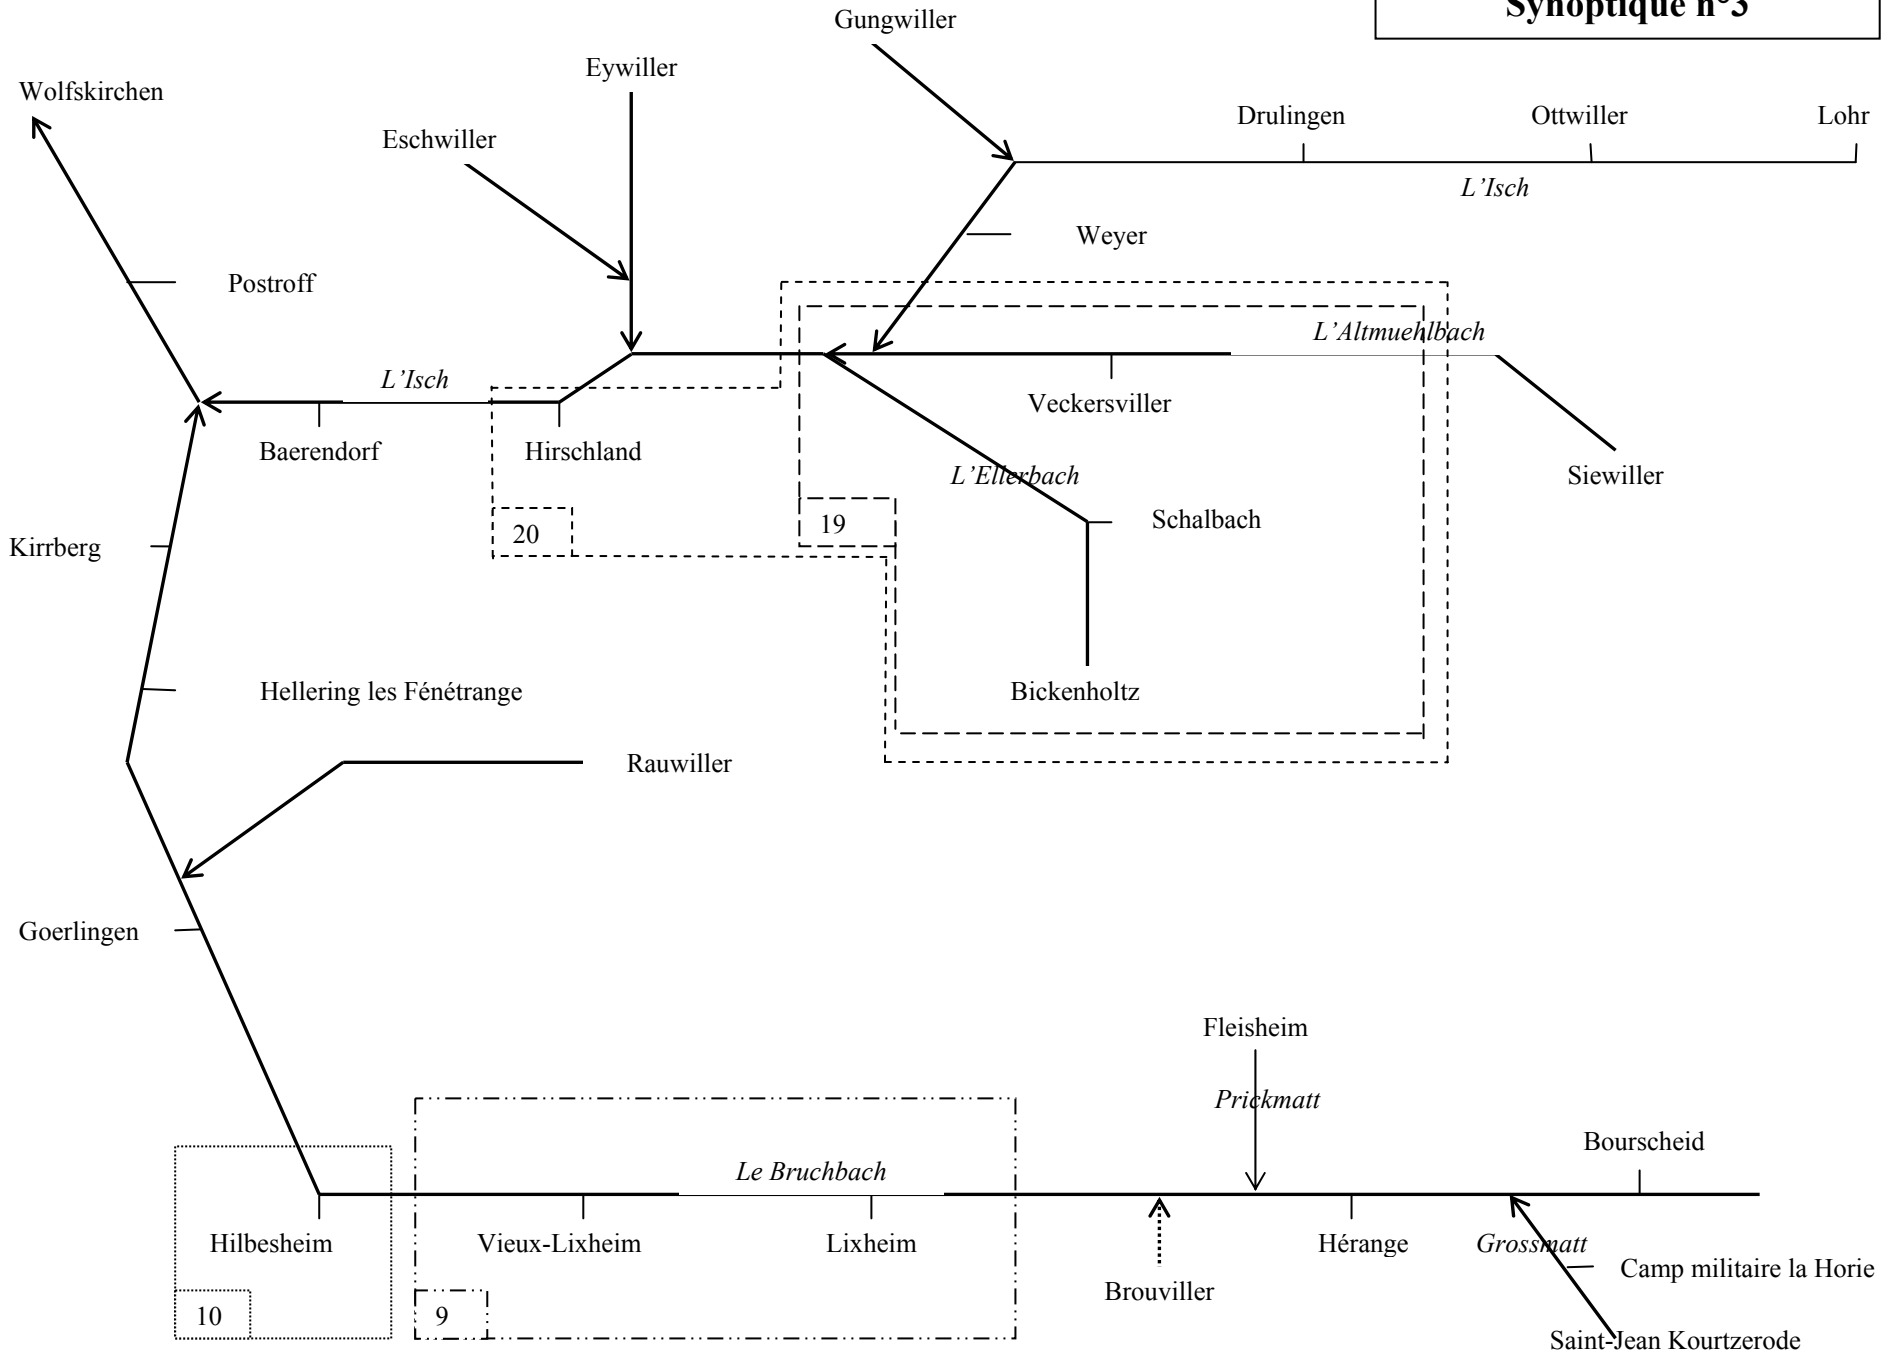 Synoptique n°3
Gungwiller
Eywiller
Wolfskirchen
Drulingen
Ottwiller
Lohr
Eschwiller
L’Isch
Weyer
Postroff
L’Altmuehlbach
L’Isch
Veckersviller
Baerendorf
Hirschland
L’Ellerbach
Siewiller
Schalbach
19
20
Kirrberg
Hellering les Fénétrange
Bickenholtz
Rauwiller
Goerlingen
Fleisheim
Prickmatt
Bourscheid
Le Bruchbach
Hilbesheim
Vieux-Lixheim
Lixheim
Hérange
Grossmatt
Camp militaire la Horie
Brouviller
10
9
Saint-Jean Kourtzerode